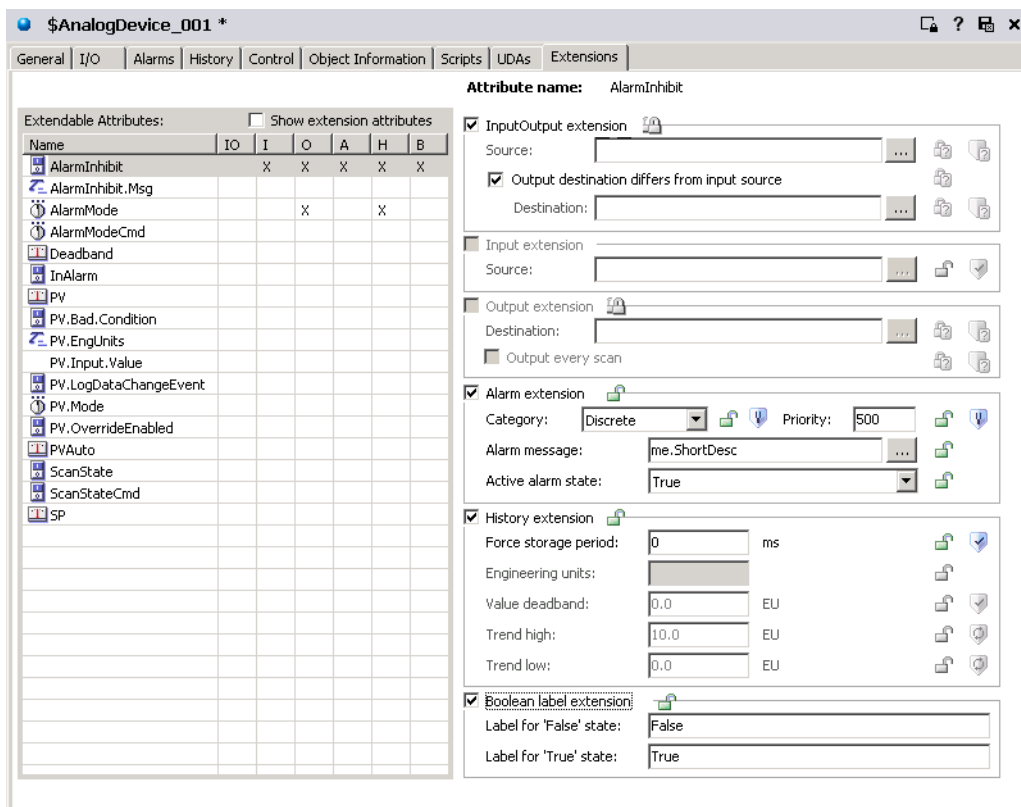 $AnalogDevice_001 *
General I/O Alarms History Control Object Information Scripts UDAs Extensions
Attribute name: AlarmInhibit
Extendable Attributes: Show extension attributes
Name IO I O A H B
AlarmInhibit X X X X X
AlarmInhibit.Msg
AlarmMode X X
AlarmModeCmd
Deadband
InAlarm
PV
PV.Bad.Condition
PV.EngUnits
PV.Input.Value
PV.LogDataChangeEvent
PV.Mode
PV.OverrideEnabled
PVAuto
ScanState
ScanStateCmd
SP
InputOutput extension
Source: ...
Output destination differs from input source
Destination: ...
Input extension
Source: ...
Output extension
Destination: ...
Output every scan
Alarm extension
Category: Discrete Priority: 500
Alarm message: me.ShortDesc ...
Active alarm state: True
History extension
Force storage period: 0 ms
Engineering units:
Value deadband: 0.0 EU
Trend high: 10.0 EU
Trend low: 0.0 EU
Boolean label extension
Label for 'False' state: False
Label for 'True' state: True